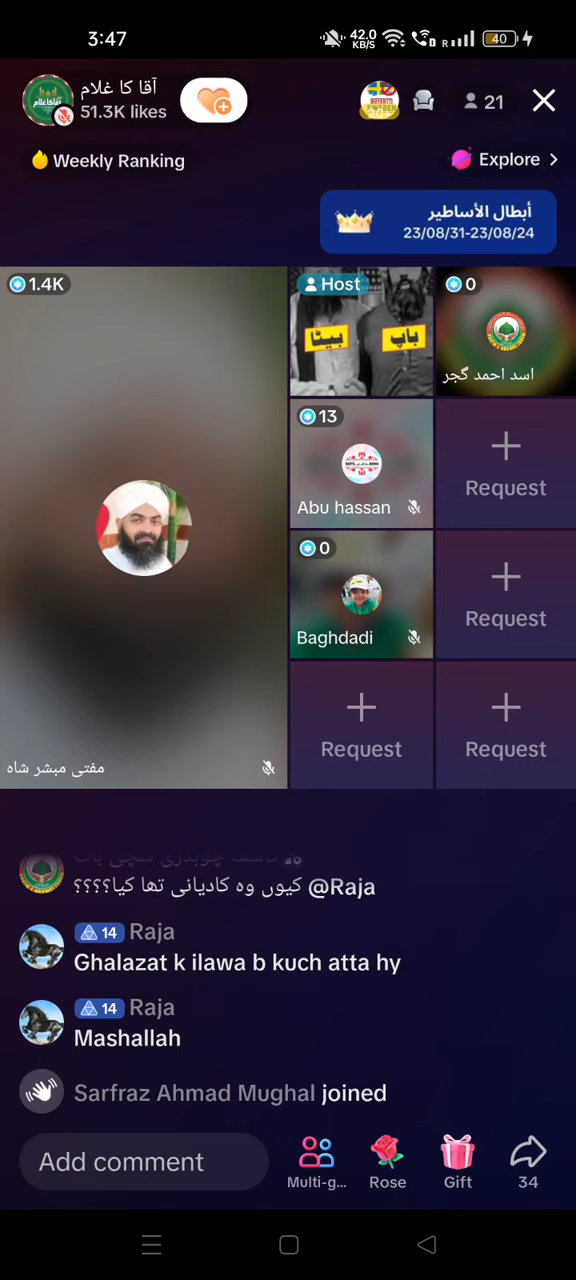 3:47
42.0
KB/S
R
40
آقا کا غلام
51.3K likes
21
Weekly Ranking
Explore
أبطال الأساطير
23/08/31-23/08/24
1.4K
Host
0
بیٹا
باپ
اسد احمد گجر
13
Abu hassan
Request
0
Baghdadi
Request
Request
Request
مفتی مبشر شاہ
@Raja کیوں وہ کادیانی تھا کیا؟؟؟؟
14 Raja
Ghalazat k ilawa b kuch atta hy
14 Raja
Mashallah
Sarfraz Ahmad Mughal joined
Add comment
Multi-g...
Rose
Gift
34